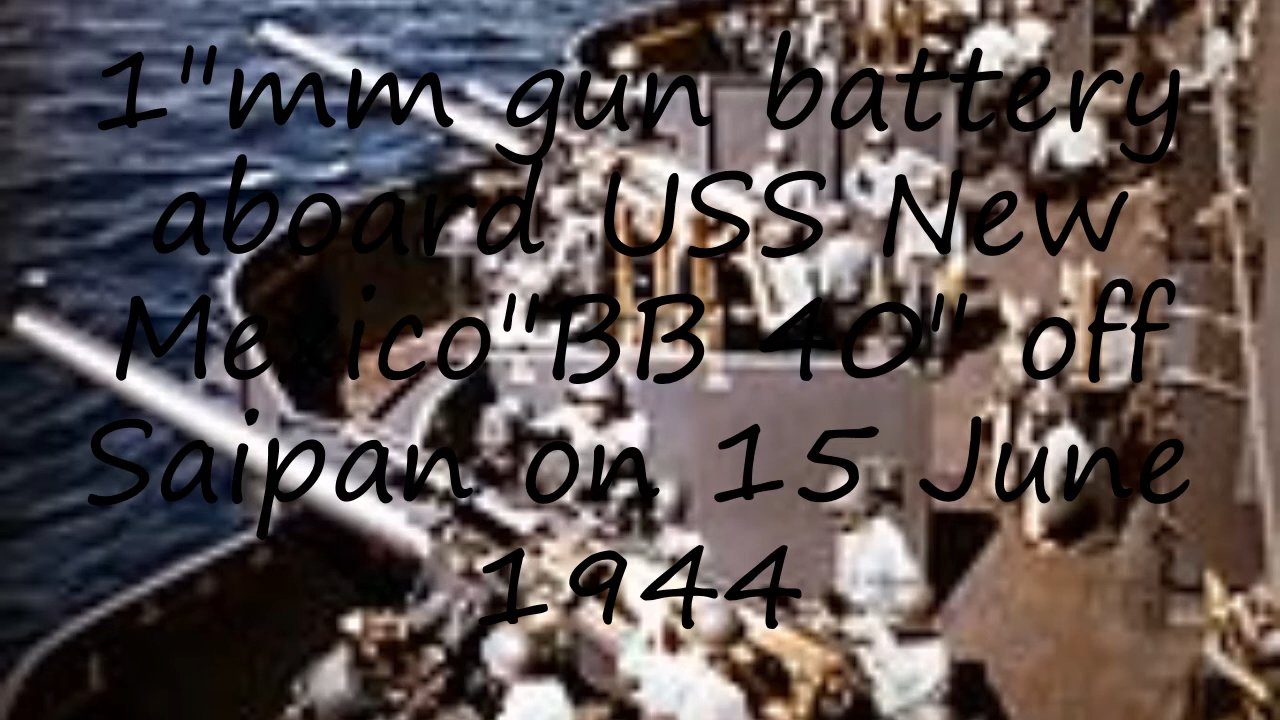 1"mm gun battery
aboard USS New
Mexico"BB 40" off
Saipan on 15 June
1944